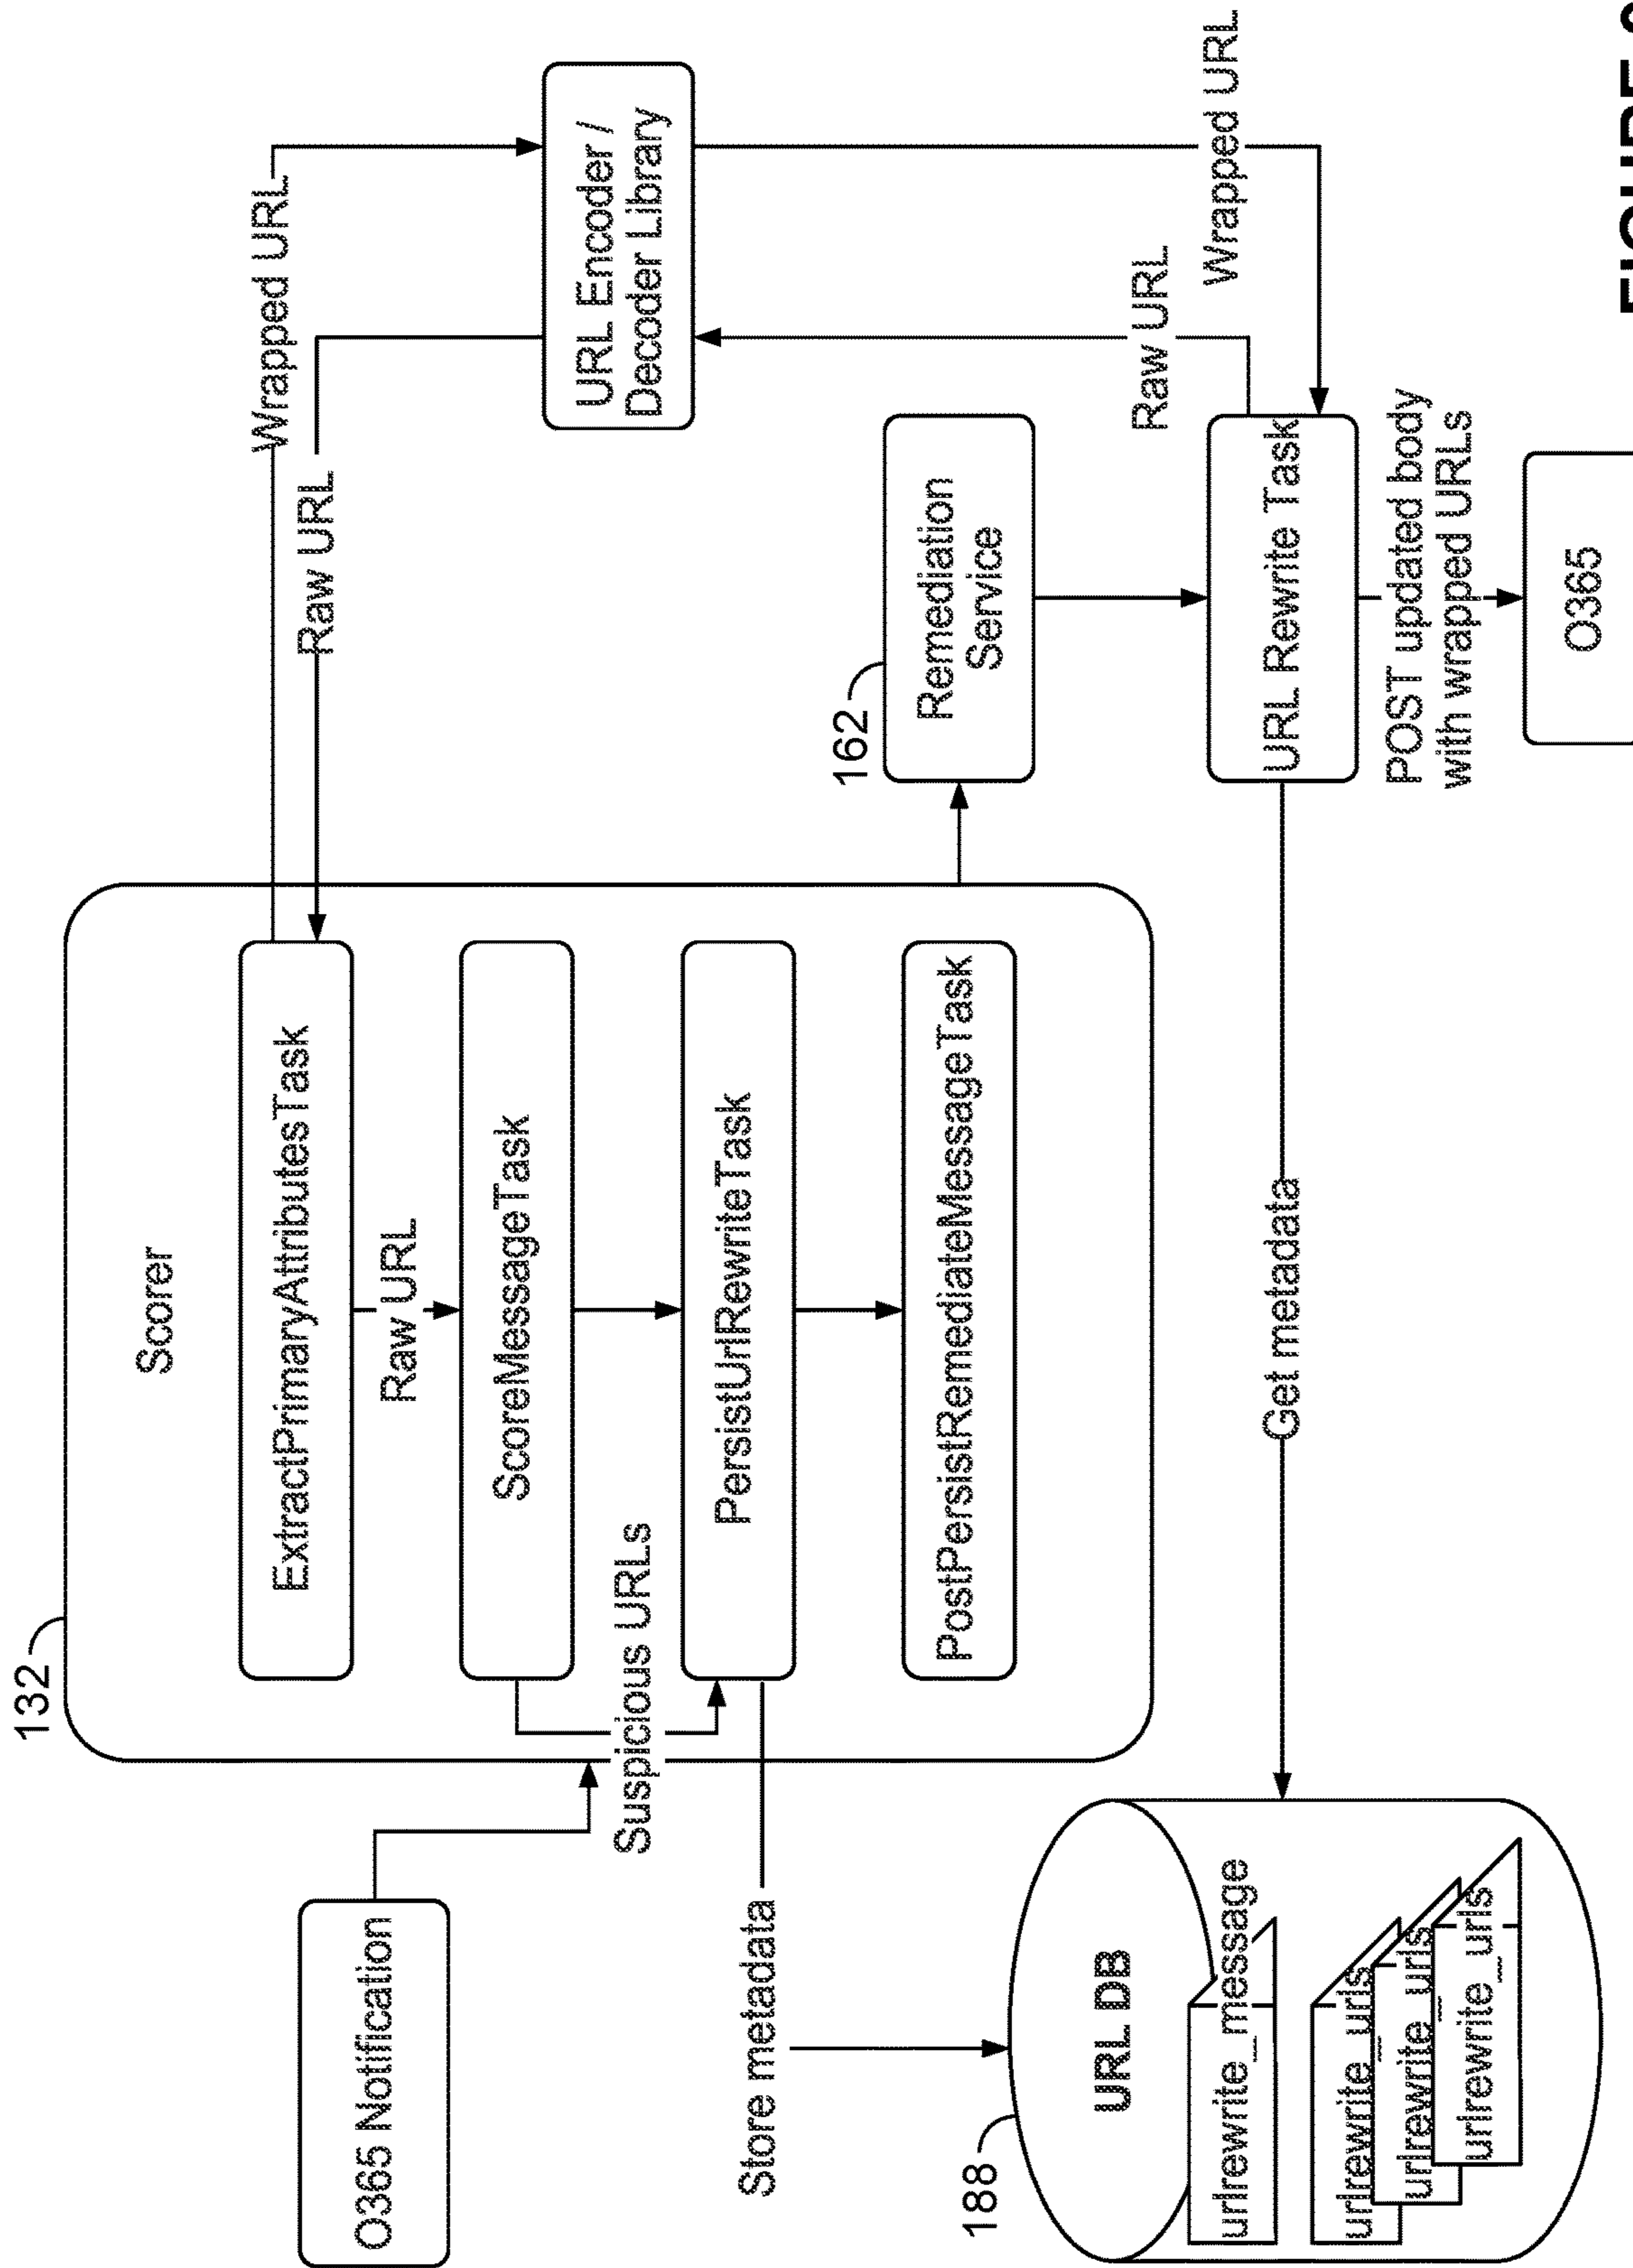 132
Scorer
O365 Notification
ExtractPrimaryAttributesTask
Raw URL
ScoreMessageTask
Suspicious URLs
PersistUrlRewriteTask
PostPersistRemediateMessageTask
Wrapped URL
Raw URL
URL Encoder /
Decoder Library
162
Remediation
Service
Raw URL
Wrapped URL
URL Rewrite Task
Store metadata
188
URL DB
urlrewrite_message
urlrewrite_urls
urlrewrite_urls
urlrewrite_urls
Get metadata
POST updated body
with wrapped URLs
O365
FIGURE